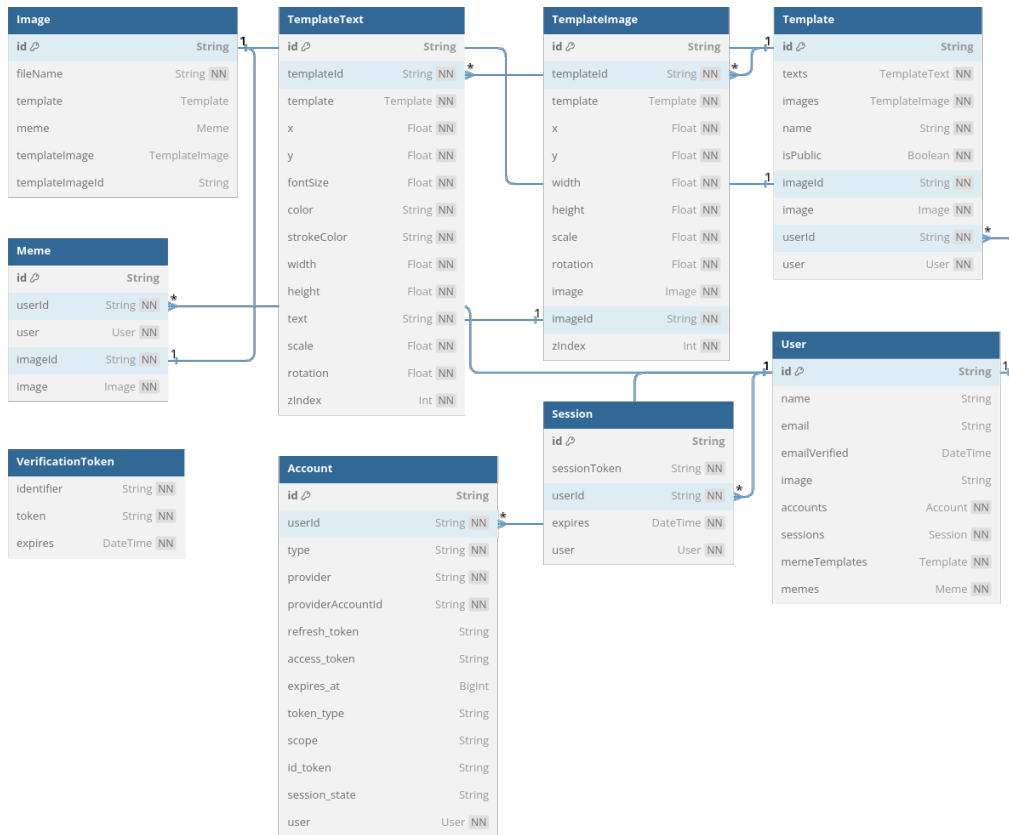 Image
id String
fileName String NN
template Template
meme Meme
templateImage TemplateImage
templateImageId String
1
TemplateText
id String
templateId String NN
*
template Template NN
x Float NN
y Float NN
fontSize Float NN
color String NN
strokeColor String NN
width Float NN
height Float NN
text String NN
scale Float NN
rotation Float NN
zIndex Int NN
TemplateImage
id String
templateId String NN
*
template Template NN
x Float NN
y Float NN
width Float NN
height Float NN
scale Float NN
rotation Float NN
image Image NN
1
imageId String NN
zIndex Int NN
Template
1
id String
texts TemplateText NN
images TemplateImage NN
name String NN
isPublic Boolean NN
1
imageId String NN
image Image NN
userId String NN
*
user User NN
Meme
id String
userId String NN
*
user User NN
imageId String NN
1
image Image NN
User
1
id String
1
name String
email String
emailVerified DateTime
image String
accounts Account NN
sessions Session NN
memeTemplates Template NN
memes Meme NN
Session
id String
sessionToken String NN
userId String NN
*
expires DateTime NN
user User NN
VerificationToken
identifier String NN
token String NN
expires DateTime NN
Account
id String
userId String NN
*
type String NN
provider String NN
providerAccountId String NN
refresh_token String
access_token String
expires_at BigInt
token_type String
scope String
id_token String
session_state String
user User NN